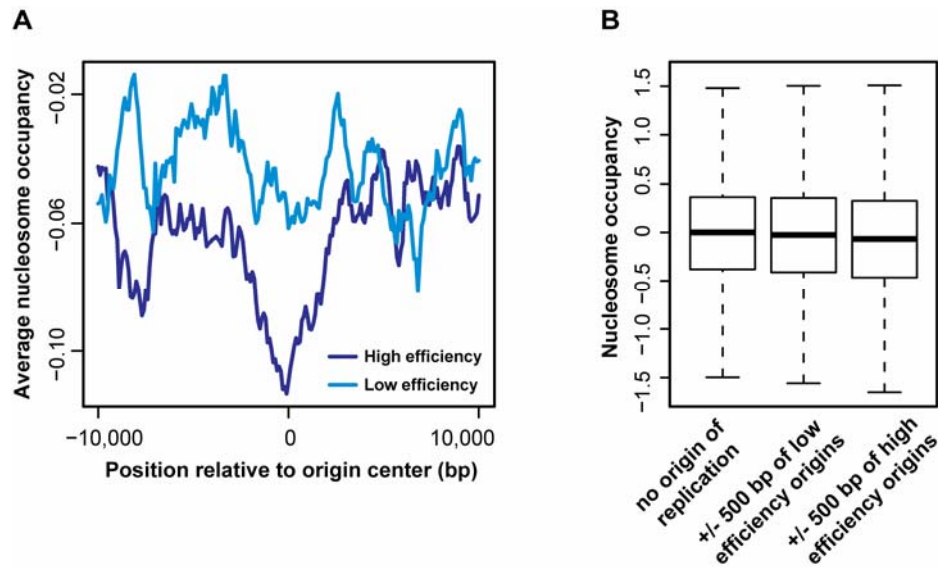 A
Average nucleosome occupancy
−0.02
−0.06
−0.10
High efficiency
Low efficiency
−10,000
0
10,000
Position relative to origin center (bp)
B
Nucleosome occupancy
1.5
1.0
0.5
0
−0.5
−1.0
−1.5
no origin of
replication
+/- 500 bp of low
efficiency origins
+/- 500 bp of high
efficiency origins